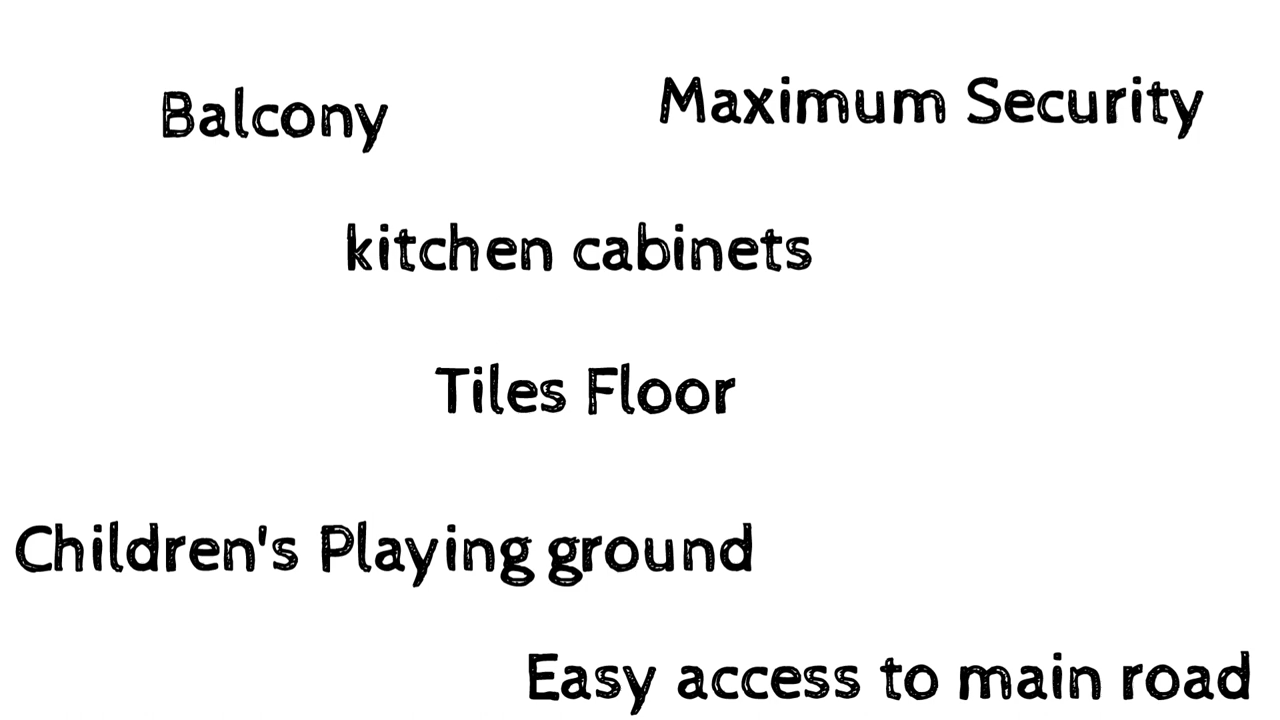 Balcony
Maximum Security
kitchen cabinets
Tiles Floor
Children's Playing ground
Easy access to main road